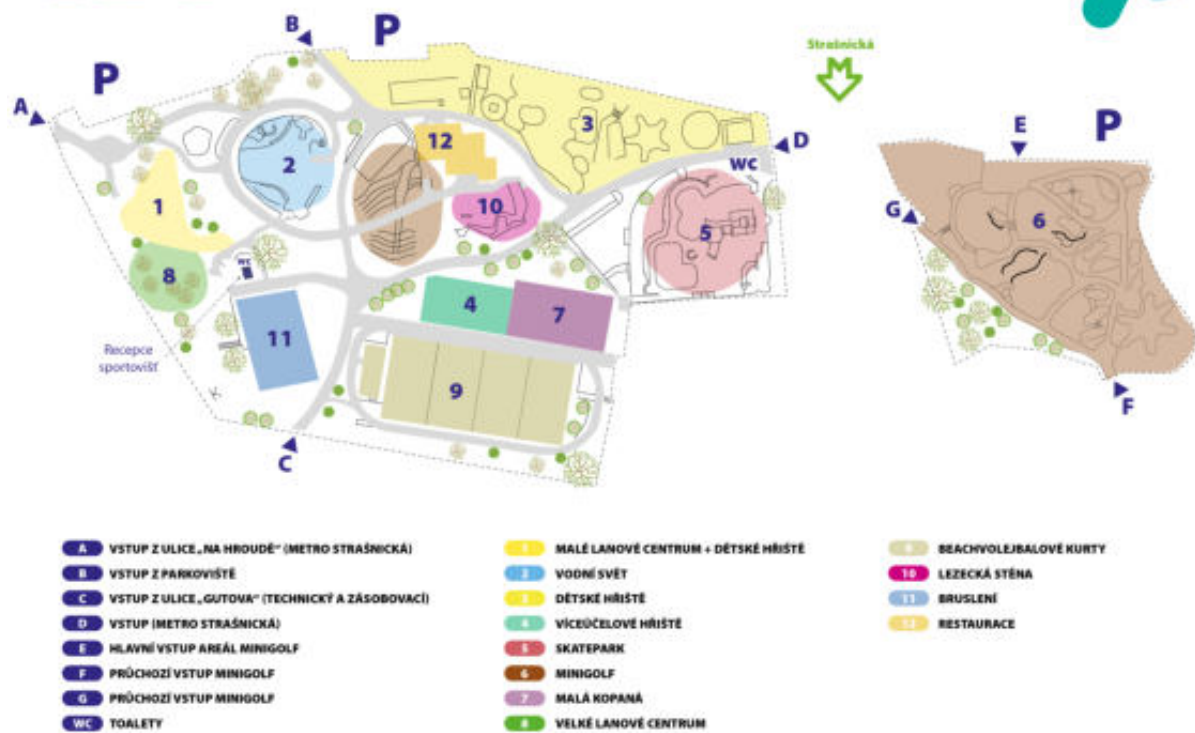 B
P
Strašnická
M
P
A
E
P
12
3
D
2
WC
10
G
6
1
5
8
WC
4
7
11
Recepce
sportovišť
9
F
C
A VSTUP Z ULICE „NA HROUDĚ“ (METRO STRAŠNICKÁ)
B VSTUP Z PARKOVIŠTĚ
C VSTUP Z ULICE „GUTOVA“ (TECHNICKÝ A ZÁSOBOVACÍ)
D VSTUP (METRO STRAŠNICKÁ)
E HLAVNÍ VSTUP AREÁL MINIGOLF
F PRŮCHOZÍ VSTUP MINIGOLF
G PRŮCHOZÍ VSTUP MINIGOLF
WC TOALETY
1 MALÉ LANOVÉ CENTRUM + DĚTSKÉ HŘIŠTĚ
2 VODNÍ SVĚT
3 DĚTSKÉ HŘIŠTĚ
4 VÍCEÚČELOVÉ HŘIŠTĚ
5 SKATEPARK
6 MINIGOLF
7 MALÁ KOPANÁ
8 VELKÉ LANOVÉ CENTRUM
9 BEACHVOLEJBALOVÉ KURTY
10 LEZECKÁ STĚNA
11 BRUSLENÍ
12 RESTAURACE